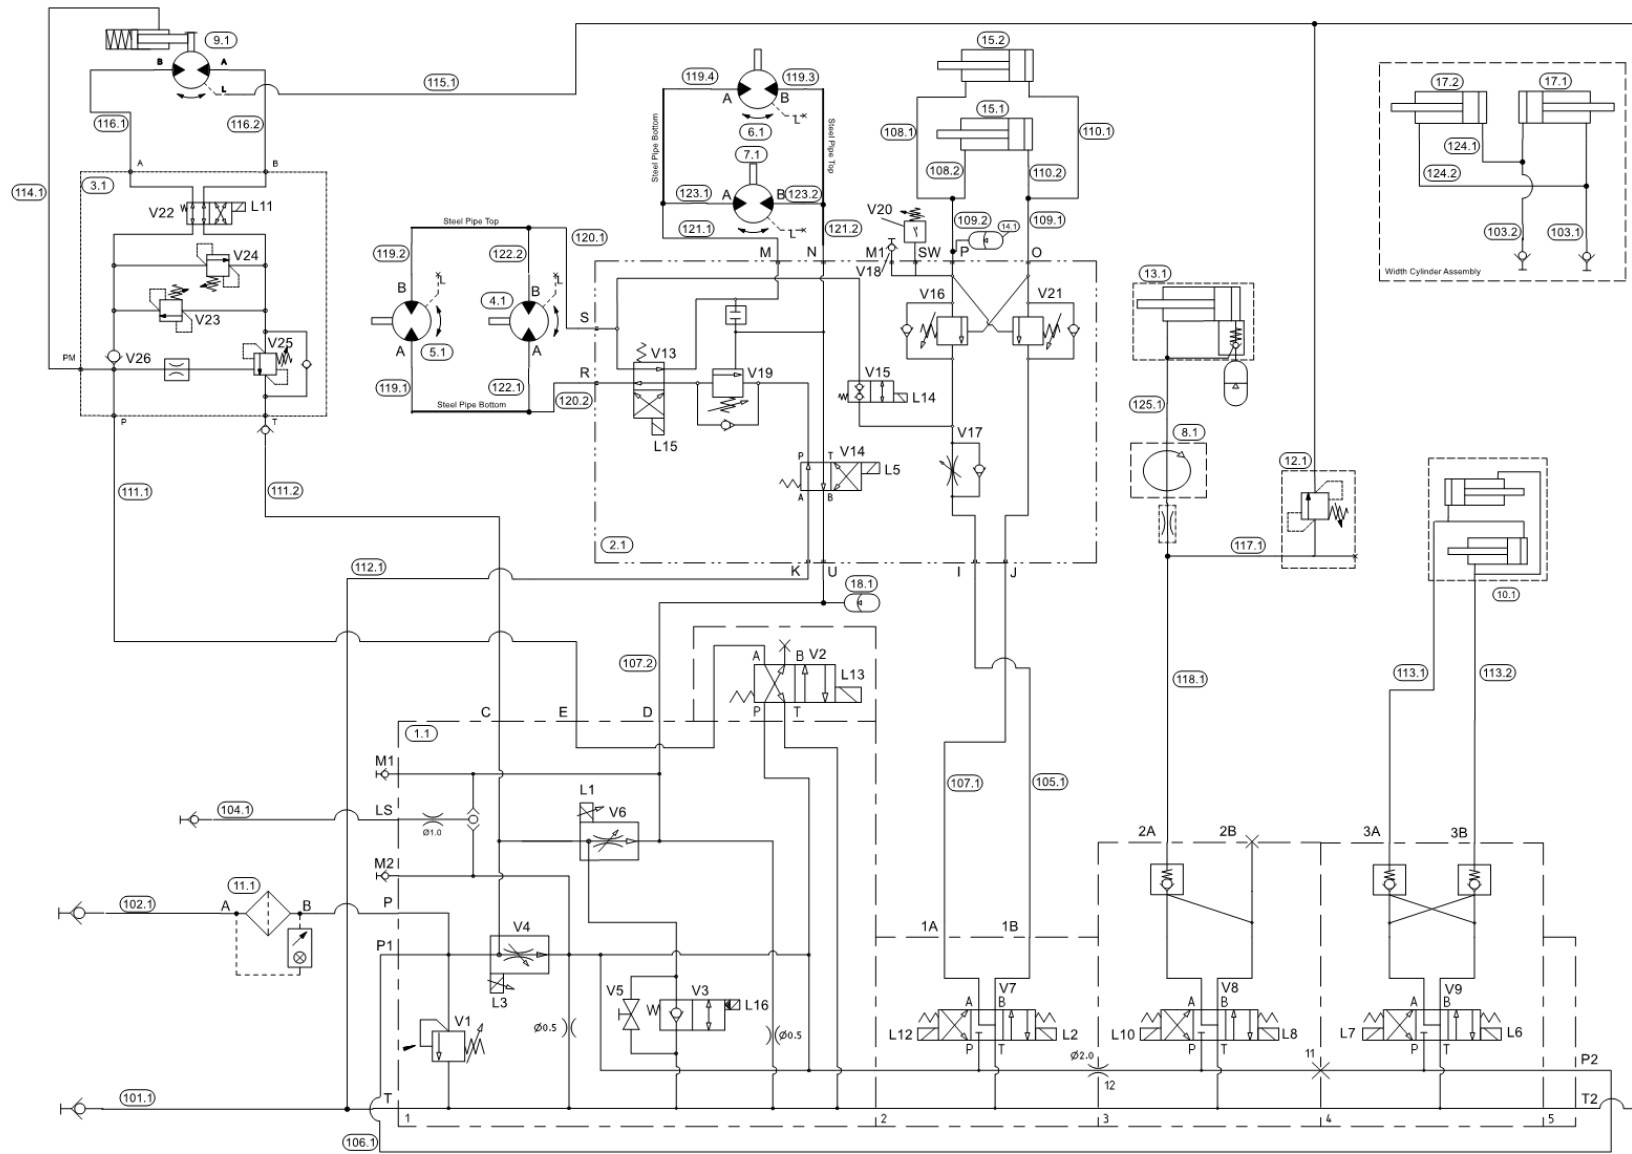 9.1
B
A
L
115.1
116.1
116.2
114.1
A
B
3.1
V22
L11
V24
V23
V25
V26
PM
P
T
111.1
111.2
112.1
119.4
119.3
A
B
L
6.1
7.1
Steel Pipe Bottom
Steel Pipe Top
123.1
A
B
123.2
L
121.1
121.2
Steel Pipe Top
120.1
119.2
122.2
B
L
4.1
B
L
A
5.1
A
119.1
122.1
Steel Pipe Bottom
120.2
15.2
15.1
108.1
110.1
108.2
110.2
V20
109.2
14.1
109.1
M
N
M1
SW
P
O
V18
V16
V21
S
R
V13
V19
V15
L14
L15
V17
P
T
V14
L5
A
B
2.1
K
U
I
J
18.1
17.2
17.1
124.1
124.2
103.2
103.1
Width Cylinder Assembly
13.1
125.1
8.1
12.1
117.1
10.1
118.1
113.1
113.2
107.2
A
B
V2
L13
P
T
C
E
D
1.1
M1
L1
V6
104.1
LS
Ø1.0
M2
102.1
A
11.1
B
P
P1
V4
L3
V5
V3
L16
V1
Ø0.5
Ø0.5
101.1
T
106.1
107.1
105.1
1A
1B
2A
2B
3A
3B
A
B
V7
L12
L2
P
T
A
B
V8
L10
L8
P
T
A
B
V9
L7
L6
P
T
Ø2.0
12
11
P2
T2
1
2
3
4
5